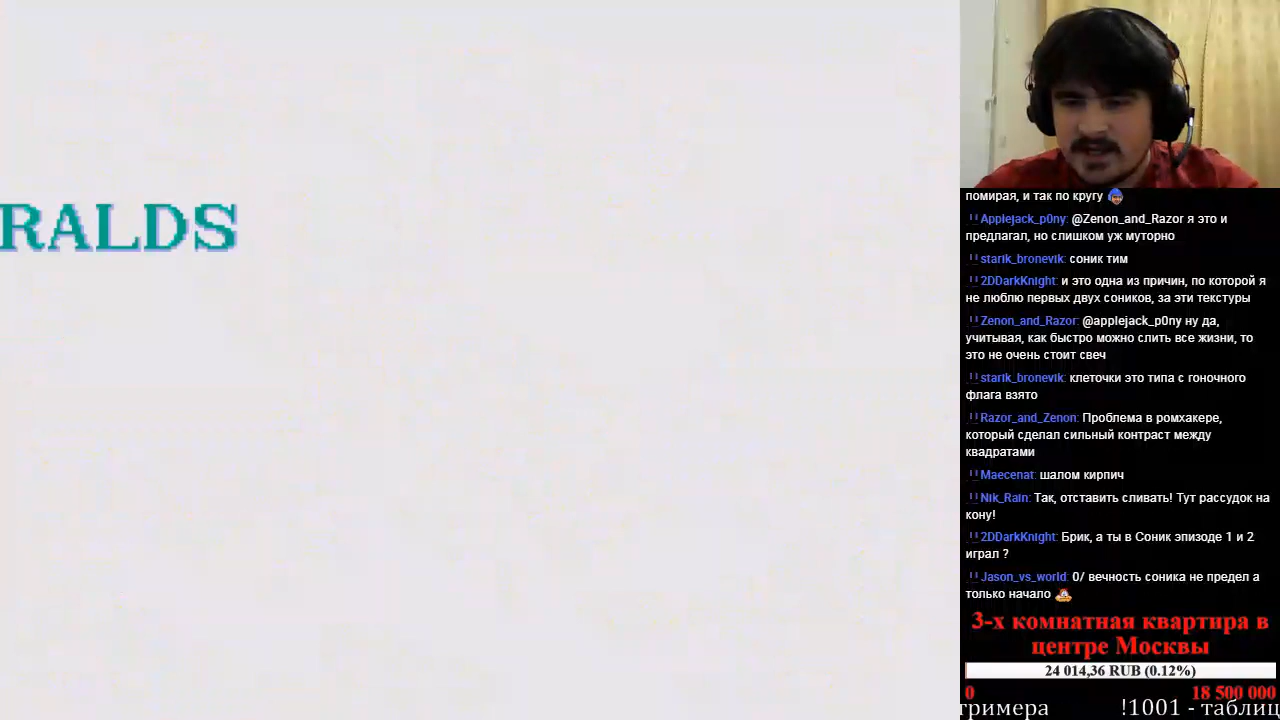 RALDS
помирая, и так по кругу
Applejack_p0ny: @Zenon_and_Razor я это и
предлагал, но слишком уж муторно
starik_bronevik: соник тим
2DDarkKnight: и это одна из причин, по которой я
не люблю первых двух соников, за эти текстуры
Zenon_and_Razor: @applejack_p0ny ну да,
учитывая, как быстро можно слить все жизни, то
это не очень стоит свеч
starik_bronevik: клеточки это типа с гоночного
флага взято
Razor_and_Zenon: Проблема в ромхакере,
который сделал сильный контраст между
квадратами
Maecenat: шалом кирпич
Nik_Rain: Так, отставить сливать! Тут рассудок на
кону!
2DDarkKnight: Брик, а ты в Соник эпизоде 1 и 2
играл ?
Jason_vs_world: 0/ вечность соника не предел а
только начало
3-х комнатная квартира в
центре Москвы
24 014,36 RUB (0.12%)
0 18 500 000
тримера !1001 - таблиц